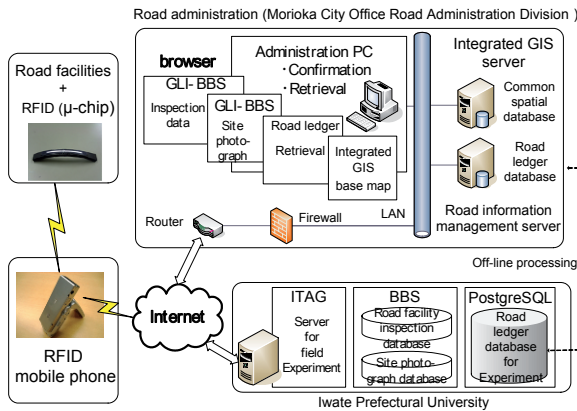 Road administration (Morioka City Office Road Administration Division )
Road facilities
+
RFID (µ-chip)
browser
Administration PC
・Confirmation
・Retrieval
GLI- BBS
Inspection
data
GLI-BBS
Site
photo-
graph
Road ledger
Retrieval
Integrated
GIS
base map
Integrated GIS
server
Common
spatial
database
Road
ledger
database
Road information
management server
Router
Firewall
LAN
Off-line processing
RFID
mobile phone
Internet
ITAG
Server
for
field
Experiment
BBS
Road facility
inspection
database
Site photo-
graph database
PostgreSQL
Road
ledger
database
for
Experiment
Iwate Prefectural University